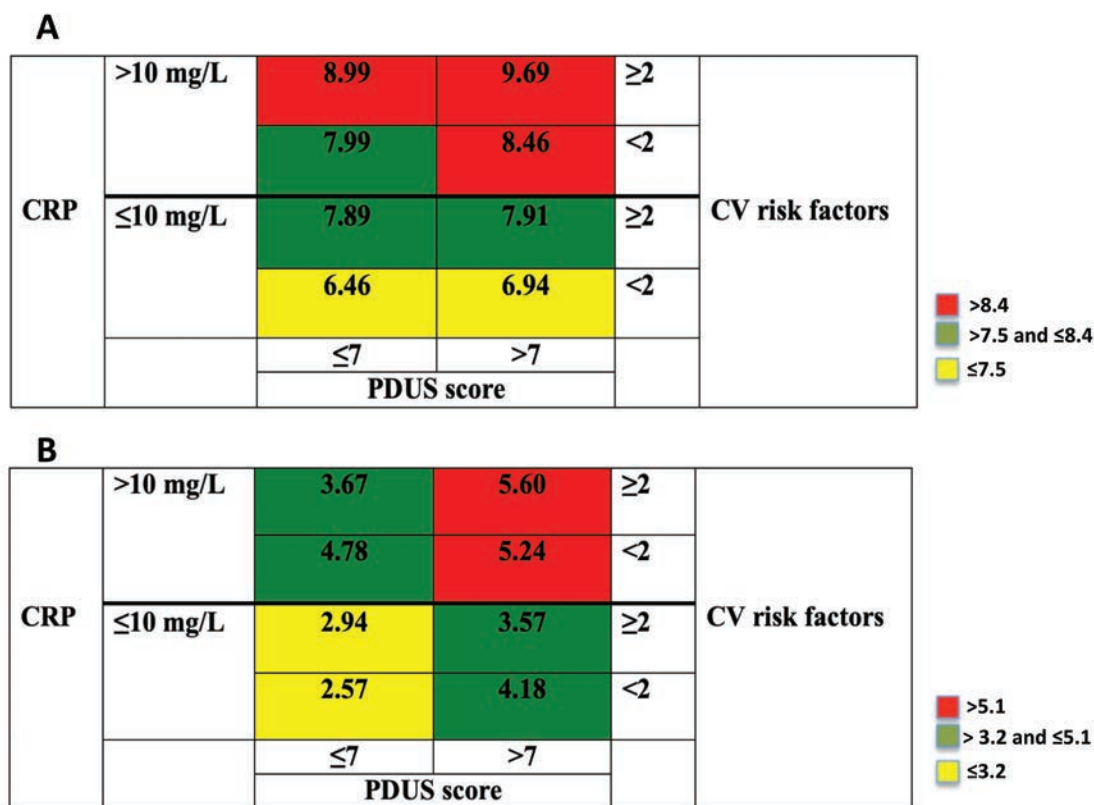 A
>10 mg/L 8.99 9.69 ≥2
7.99 8.46 <2
CRP ≤10 mg/L 7.89 7.91 ≥2 CV risk factors
6.46 6.94 <2
≤7 >7
PDUS score
>8.4
>7.5 and ≤8.4
≤7.5
B
>10 mg/L 3.67 5.60 ≥2
4.78 5.24 <2
CRP ≤10 mg/L 2.94 3.57 ≥2 CV risk factors
2.57 4.18 <2
≤7 >7
PDUS score
>5.1
> 3.2 and ≤5.1
≤3.2